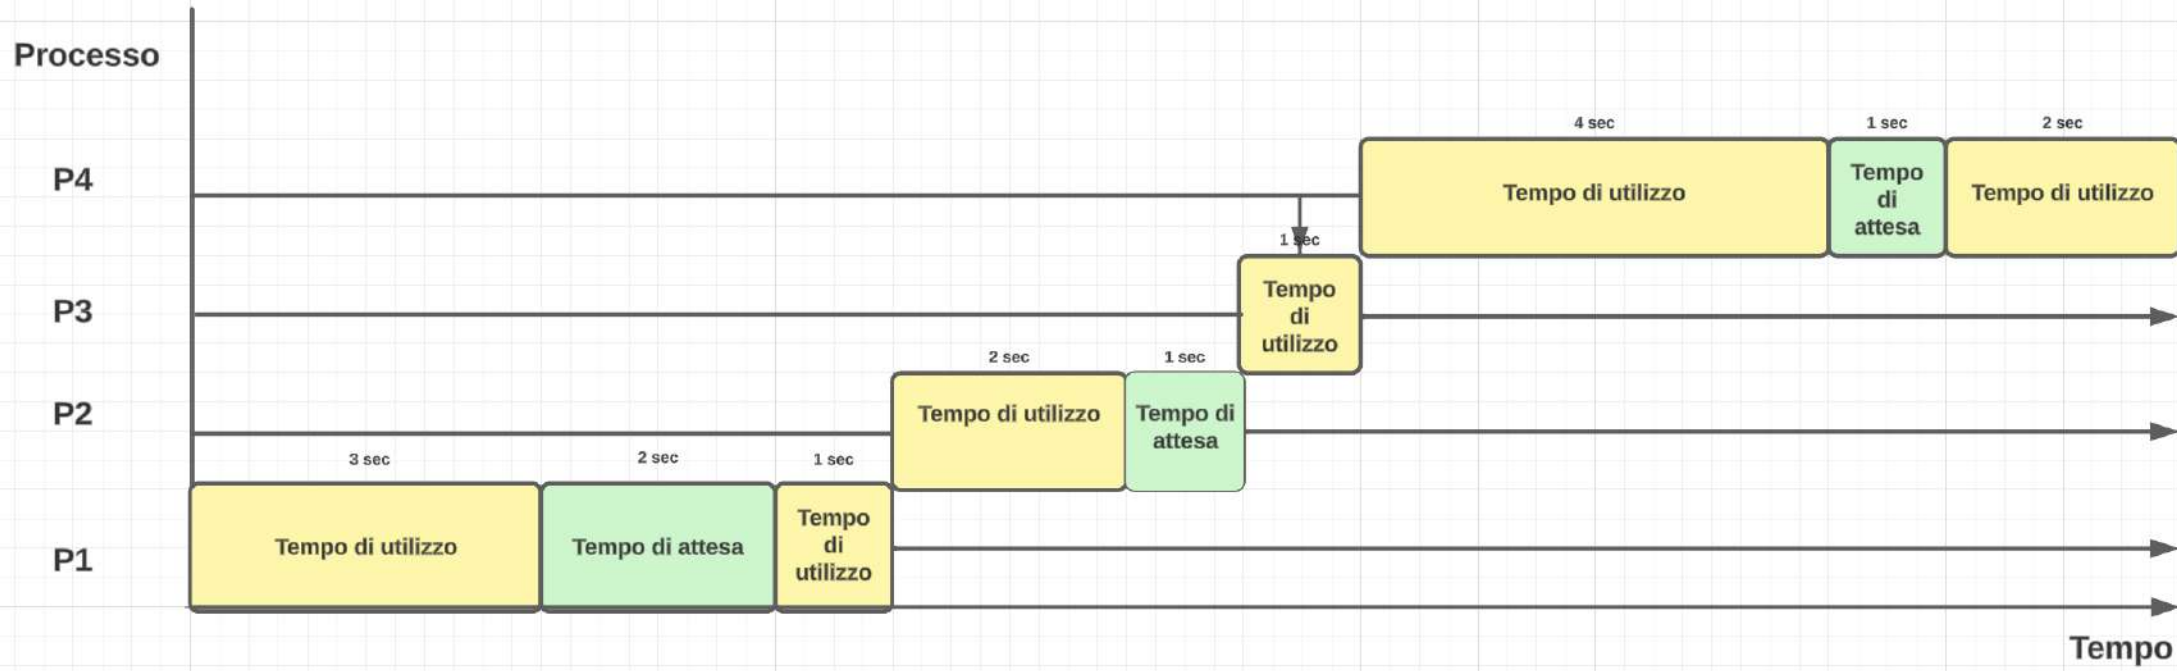 Processo
4 sec
1 sec
2 sec
P4
Tempo di utilizzo
Tempo
di
attesa
Tempo di utilizzo
1 sec
P3
Tempo
di
utilizzo
2 sec
1 sec
P2
Tempo di utilizzo
Tempo di
attesa
3 sec
2 sec
1 sec
P1
Tempo di utilizzo
Tempo di attesa
Tempo
di
utilizzo
Tempo